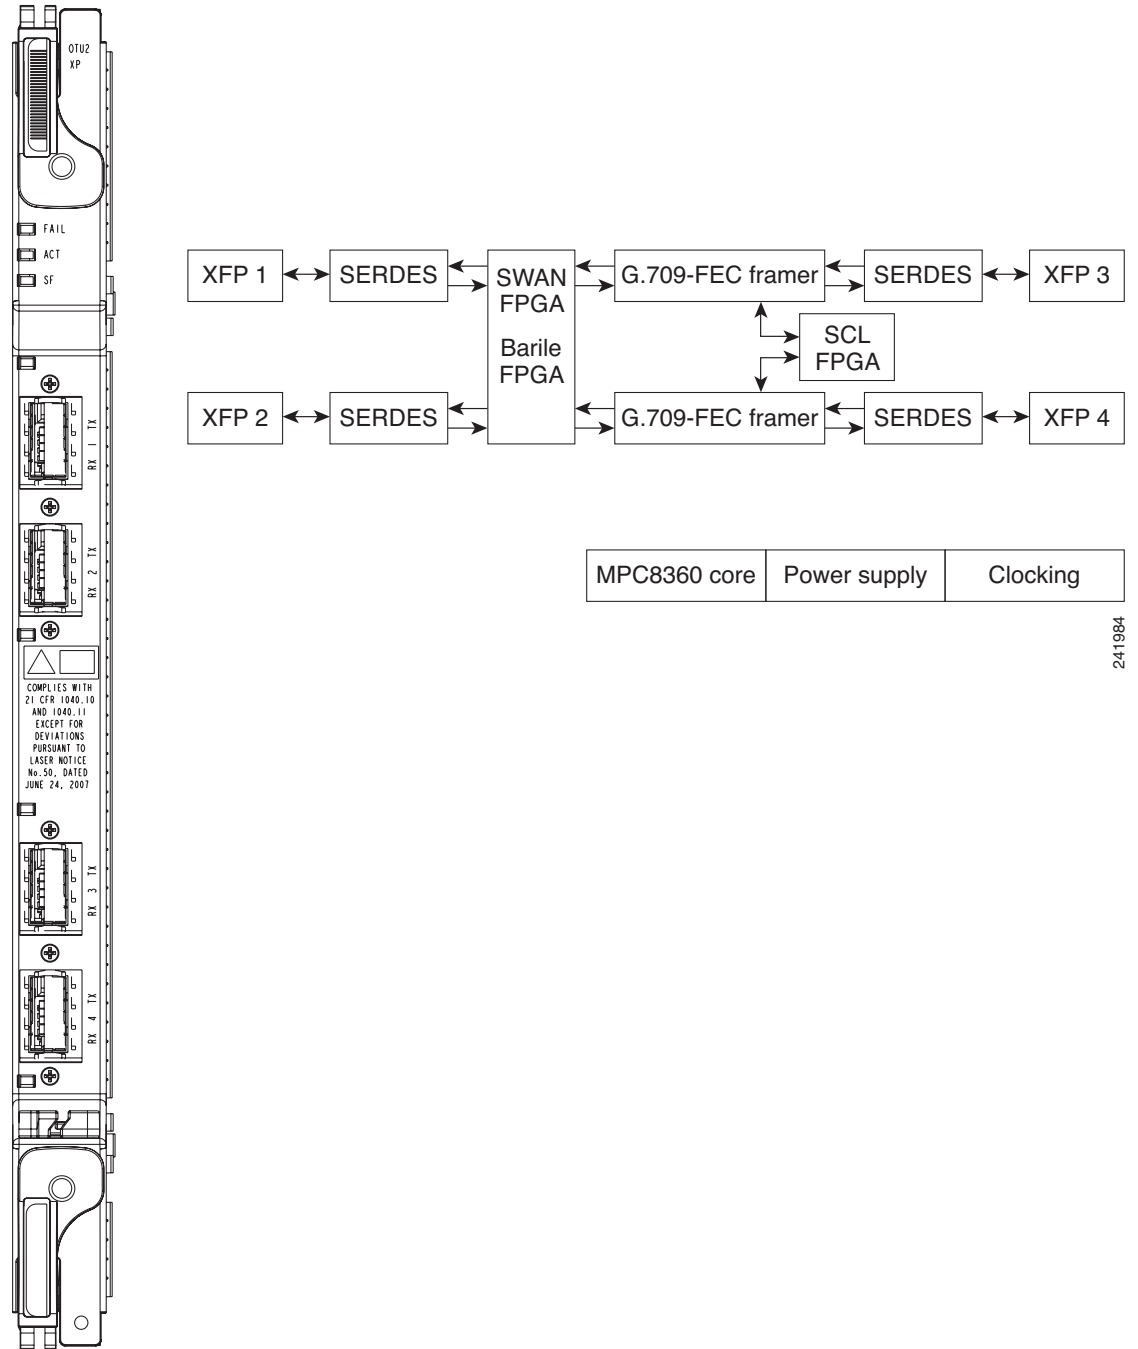 OTU2
XP
FAIL
ACT
SF
RX 1 TX
RX 2 TX
COMPLIES WITH
21 CFR 1040.10
AND 1040.11
EXCEPT FOR
DEVIATIONS
PURSUANT TO
LASER NOTICE
No.50, DATED
JUNE 24, 2007
RX 3 TX
RX 4 TX
XFP 1
SERDES
SWAN
FPGA
Barile
FPGA
G.709-FEC framer
SERDES
XFP 3
SCL
FPGA
XFP 2
SERDES
G.709-FEC framer
SERDES
XFP 4
MPC8360 core
Power supply
Clocking
241984